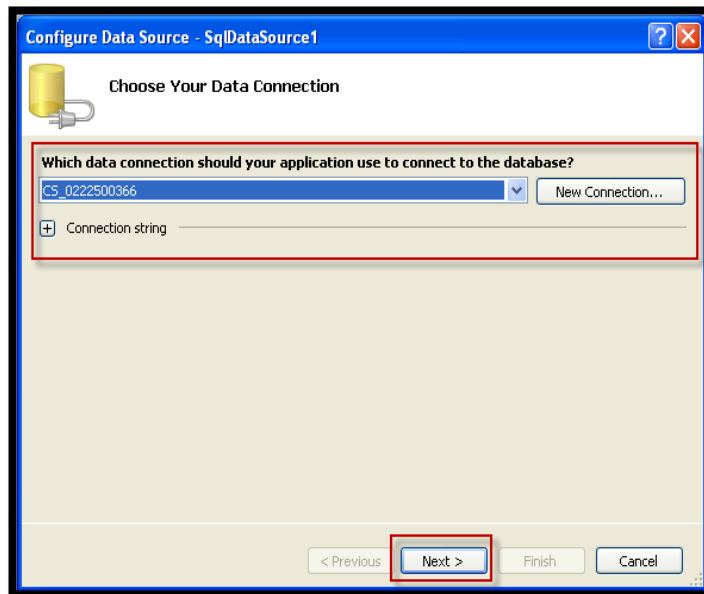 Configure Data Source - SqlDataSource1
Choose Your Data Connection
Which data connection should your application use to connect to the database?
CS_0222500366
New Connection...
Connection string
< Previous
Next >
Finish
Cancel